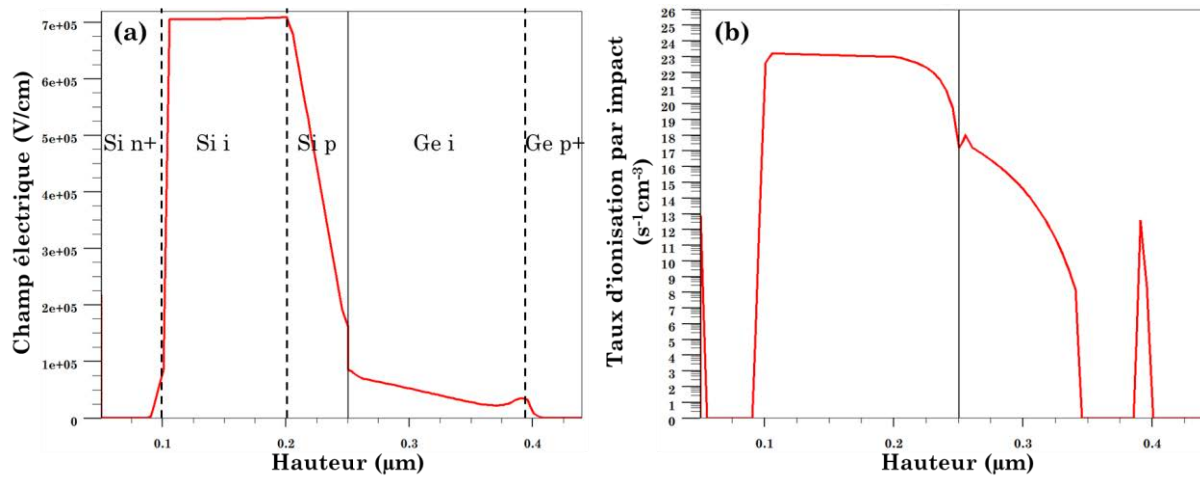 (a)
7e+05
6e+05
5e+05
4e+05
3e+05
2e+05
1e+05
0
Champ électrique (V/cm)
Si n+
Si i
Si p
Ge i
Ge p+
0.1
0.2
0.3
0.4
Hauteur (μm)
(b)
26
25
24
23
22
21
20
19
18
17
16
15
14
13
12
11
10
9
8
7
6
5
4
3
2
1
0
Taux d'ionisation par impact
(s⁻¹cm⁻³)
0.1
0.2
0.3
0.4
Hauteur (μm)